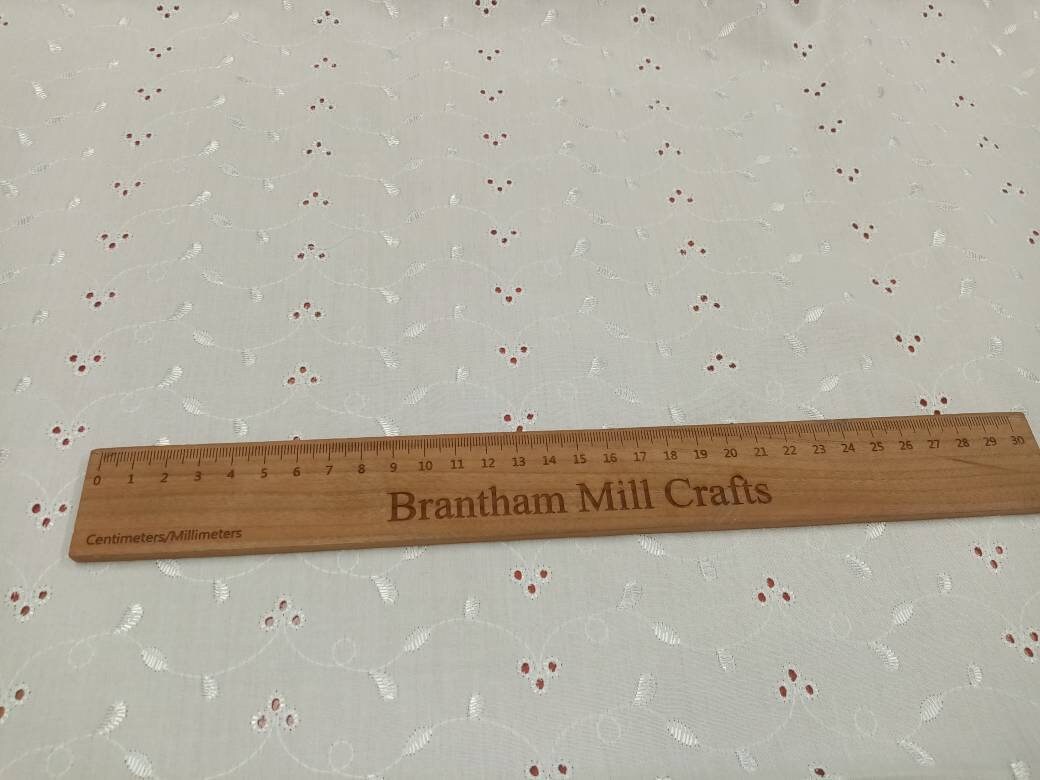 0 1 2 3 4 5 6 7 8 9 10 11 12 13 14 15 16 17 18 19 20 21 22 23 24 25 26 27 28 29 30
Brantham Mill Crafts
Centimeters/Millimeters